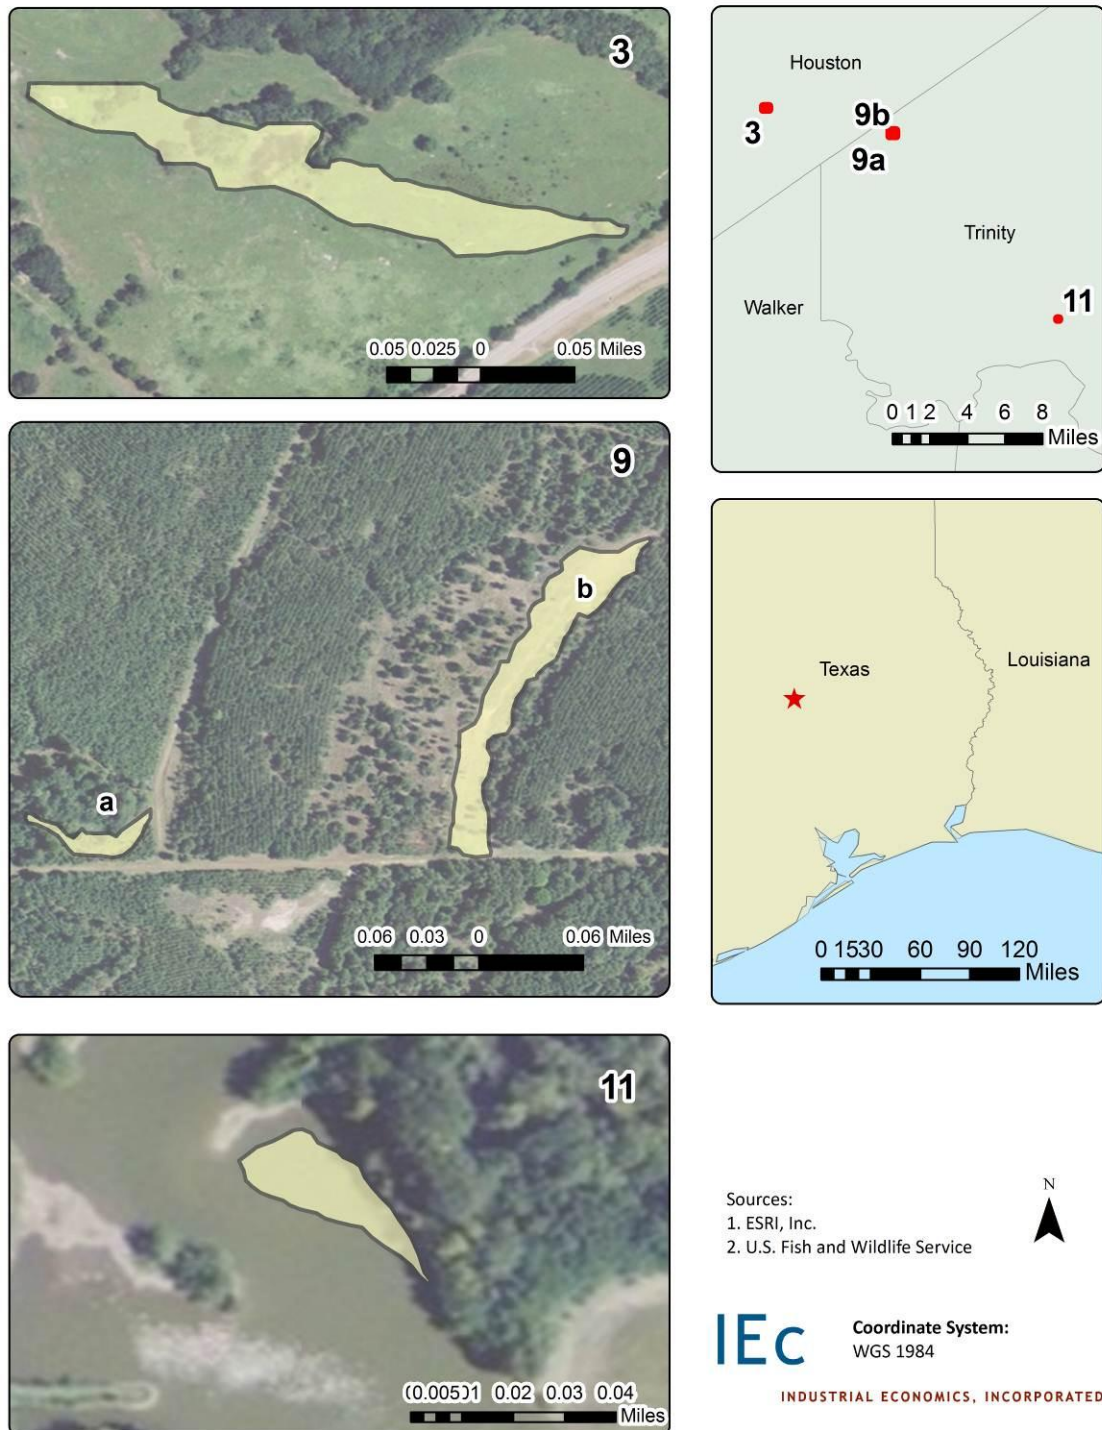 3
0.05 0.025 0 0.05 Miles
Houston
3
9b
9a
Trinity
Walker
11
0 1 2 4 6 8
Miles
9
b
a
0.06 0.03 0 0.06 Miles
Texas
Louisiana
0 15 30 60 90 120
Miles
11
0.02 0.03 0.04
Miles
Sources:
1. ESRI, Inc.
2. U.S. Fish and Wildlife Service
N
IEc
Coordinate System:
WGS 1984
INDUSTRIAL ECONOMICS, INCORPORATED